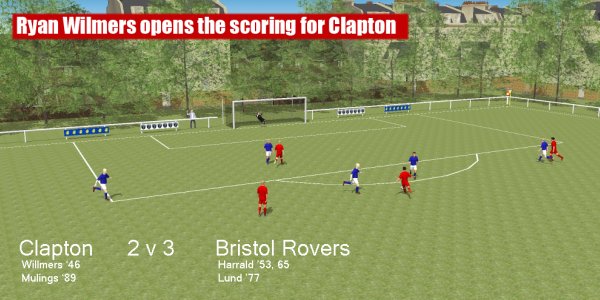 Ryan Wilmers opens the scoring for Clapton
Clapton 2 v 3 Bristol Rovers
Willmers '46 Harrald '53, 65
Mulings '89 Lund '77